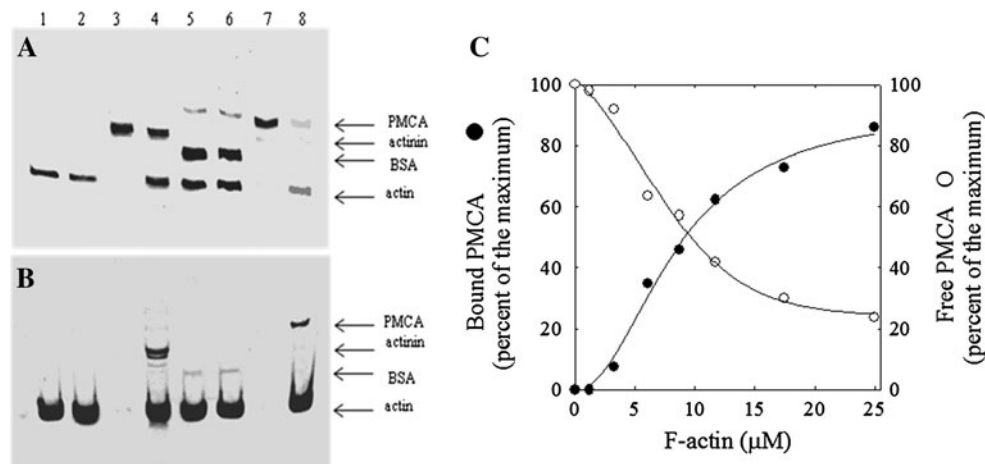 1 2 3 4 5 6 7 8
A
PMCA
actinin
BSA
actin
B
PMCA
actinin
BSA
actin
C
Bound PMCA
(percent of the maximum)
100
80
60
40
20
0
0 5 10 15 20 25
F-actin (μM)
100
80
60
40
20
0
Free PMCA
(percent of the maximum)